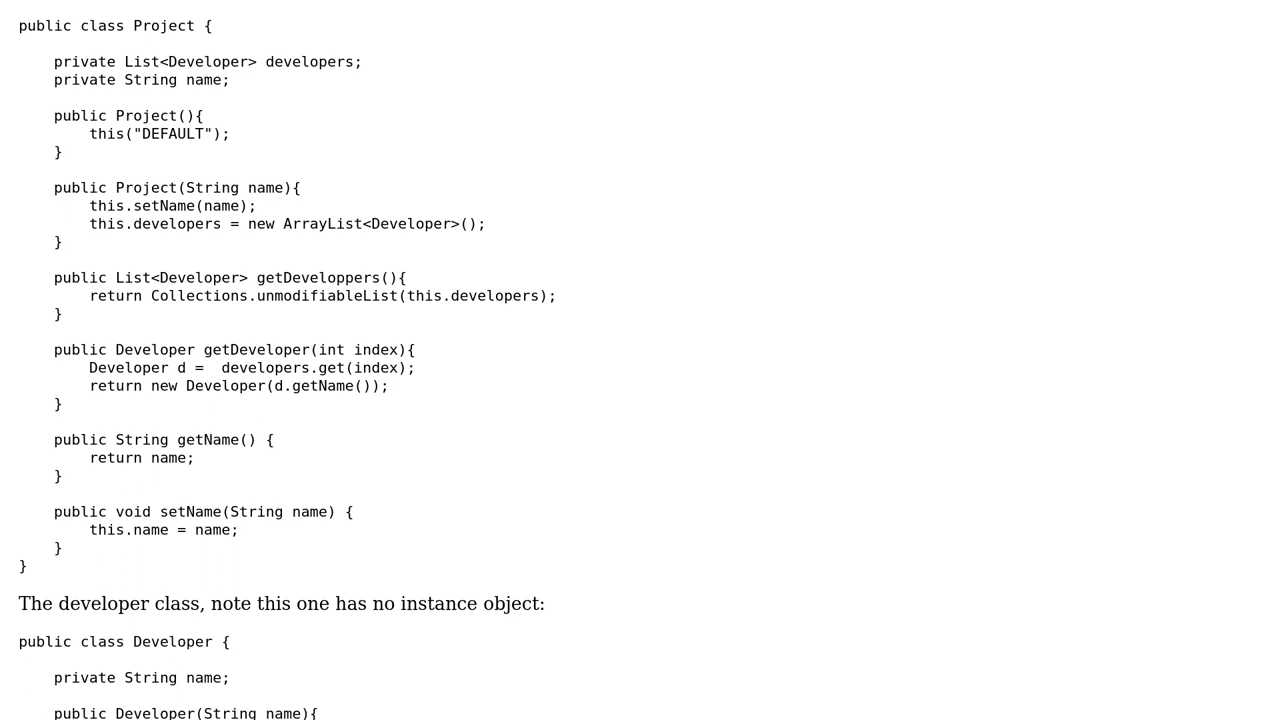 public class Project {
    private List<Developer> developers;
    private String name;
    public Project(){
        this("DEFAULT");
    }
    public Project(String name){
        this.setName(name);
        this.developers = new ArrayList<Developer>();
    }
    public List<Developer> getDeveloppers(){
        return Collections.unmodifiableList(this.developers);
    }
    public Developer getDeveloper(int index){
        Developer d =  developers.get(index);
        return new Developer(d.getName());
    }
    public String getName() {
        return name;
    }
    public void setName(String name) {
        this.name = name;
    }
}
The developer class, note this one has no instance object:
public class Developer {
    private String name;
    public Developer(String name){